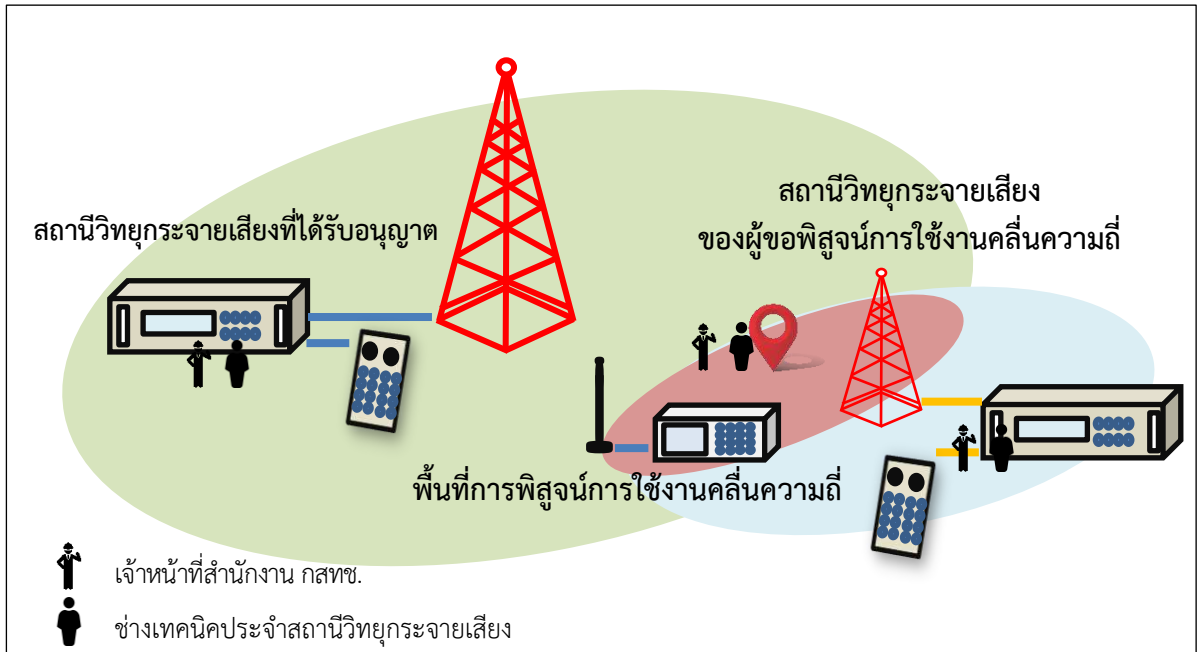 สถานีวิทยุกระจายเสียงที่ได้รับอนุญาต
สถานีวิทยุกระจายเสียง
ของผู้ขอพิสูจน์การใช้งานคลื่นความถี่
พื้นที่การพิสูจน์การใช้งานคลื่นความถี่
เจ้าหน้าที่สำนักงาน กสทช.
ช่างเทคนิคประจำสถานีวิทยุกระจายเสียง